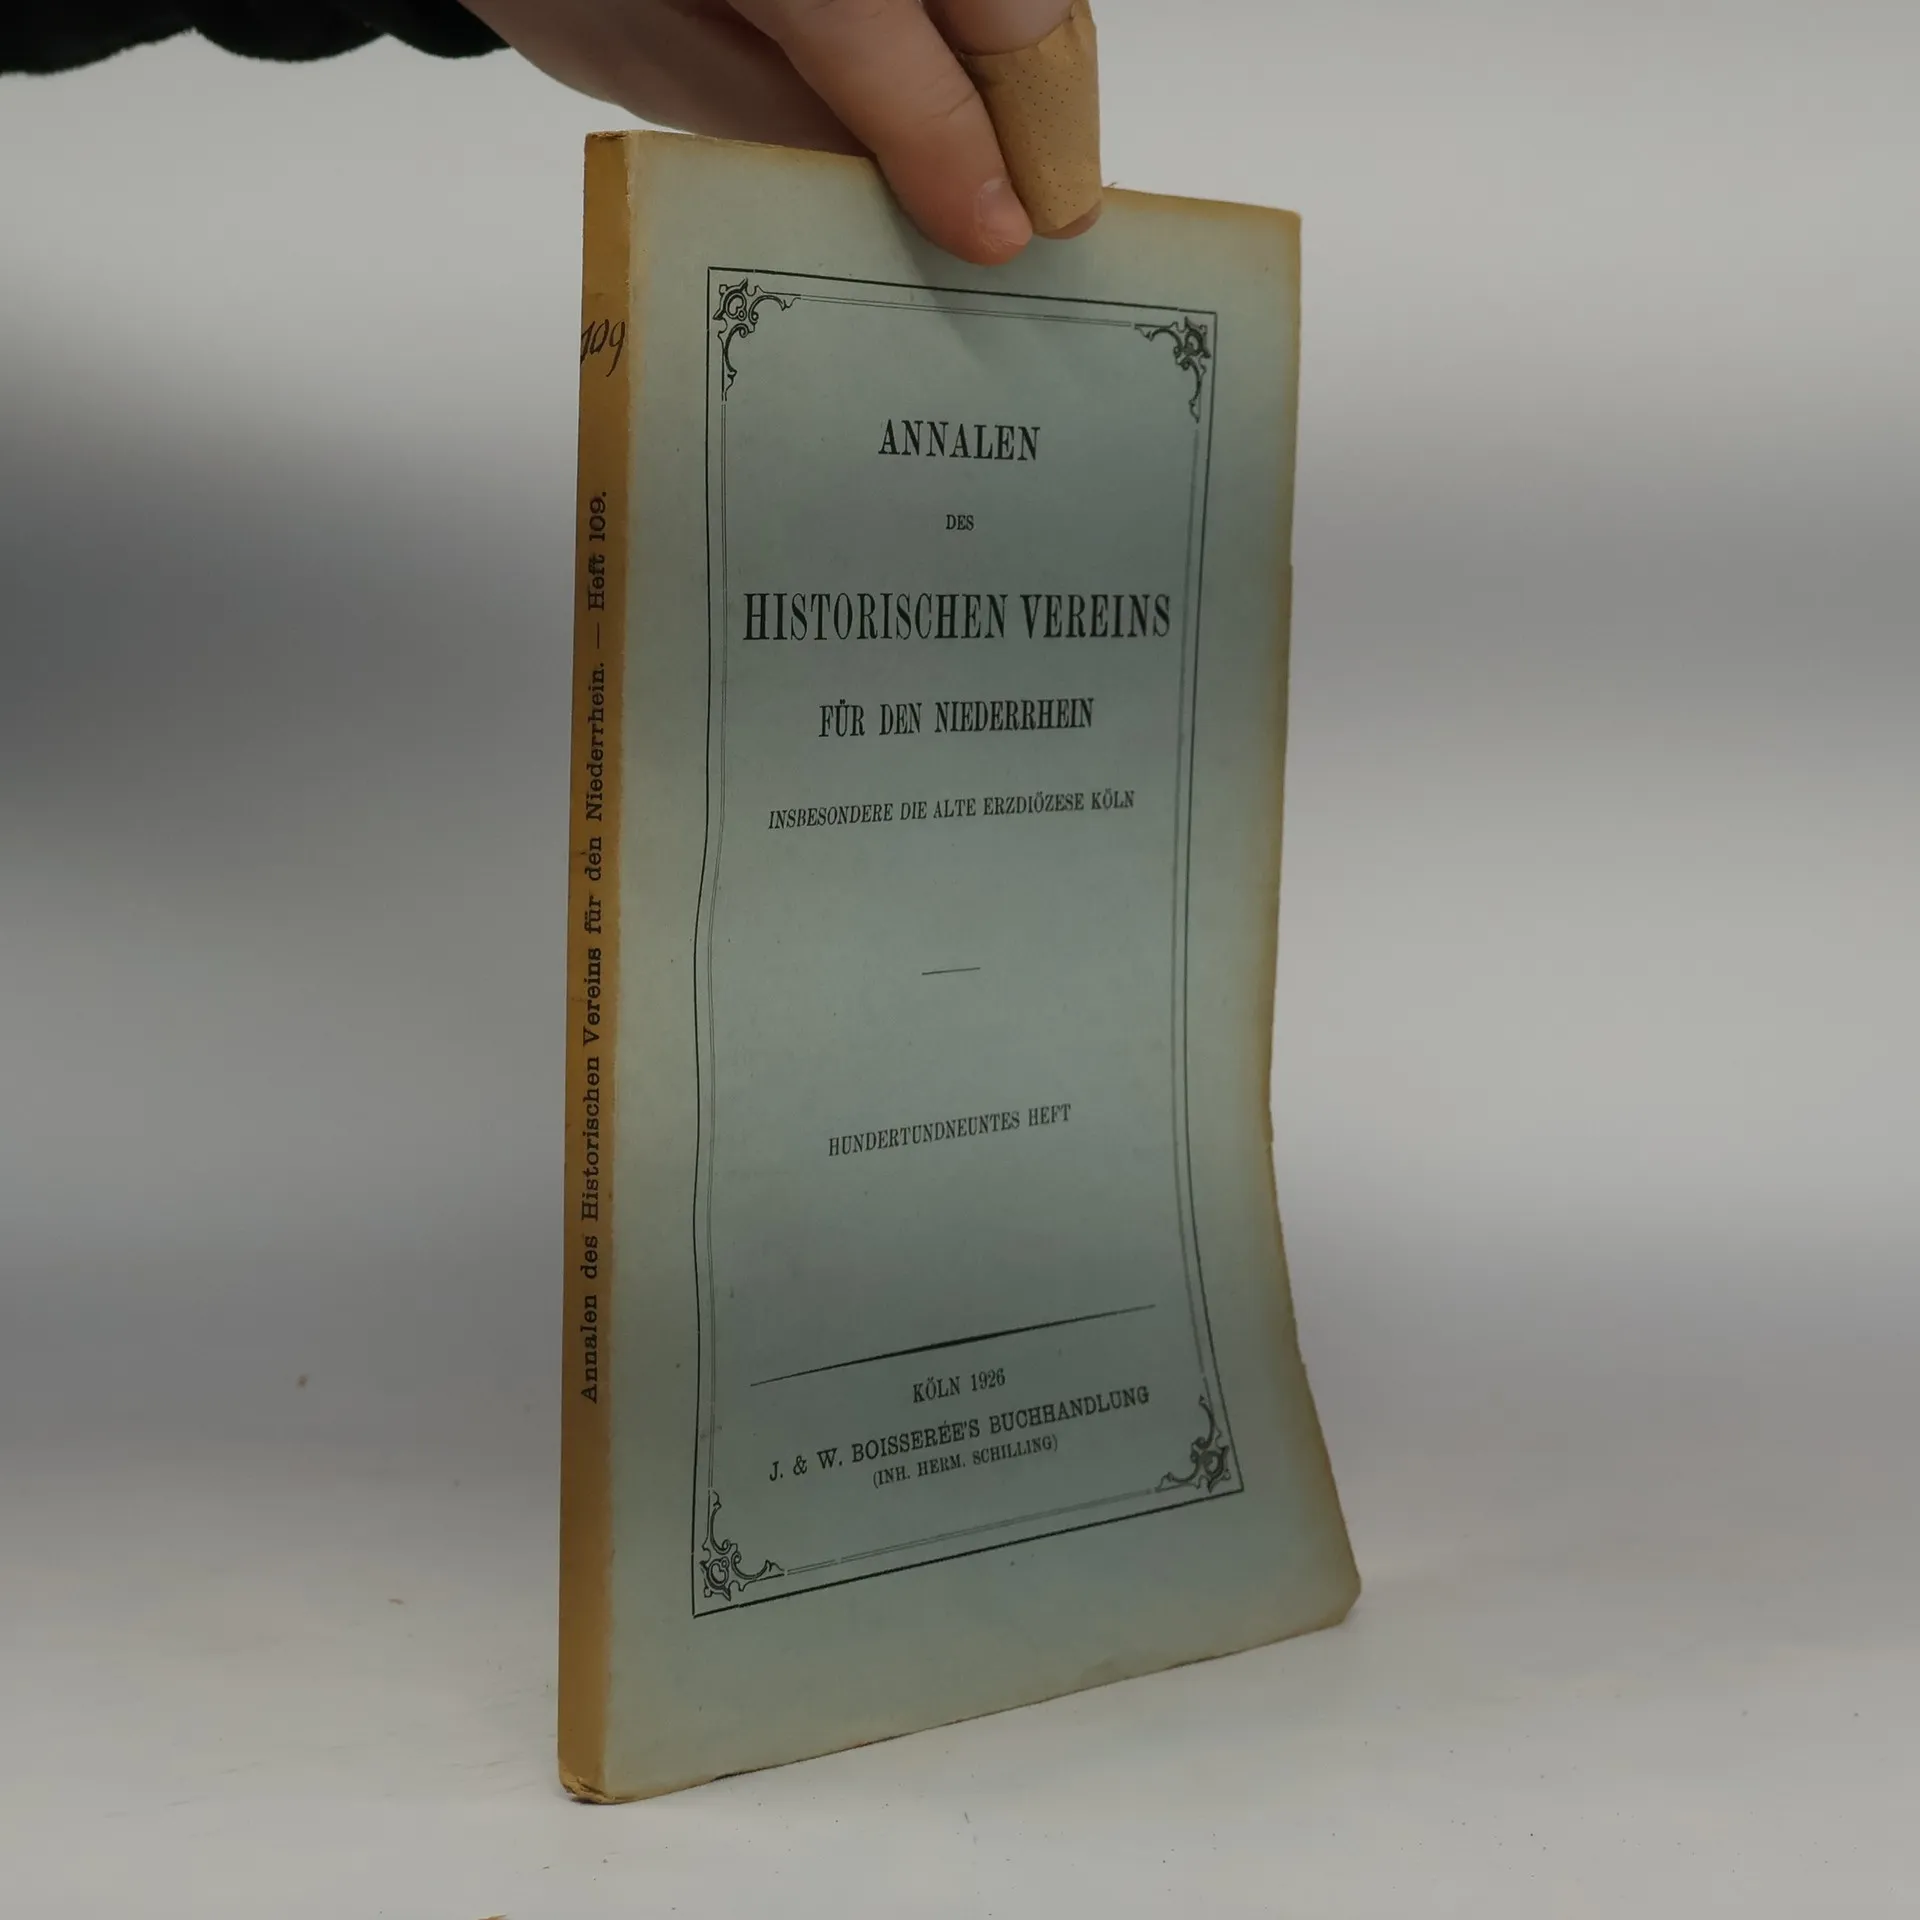 109
Annalen des Historischen Vereins für den Niederrhein. — Heft 109.
ANNALEN
DES
HISTORISCHEN VEREINS
FÜR DEN NIEDERRHEIN
INSBESONDERE DIE ALTE ERZDIÖZESE KÖLN
HUNDERTUNDNEUNTES HEFT
KÖLN 1926
J. & W. BOISSERÉE'S BUCHHANDLUNG
(INH. HERM. SCHILLING)